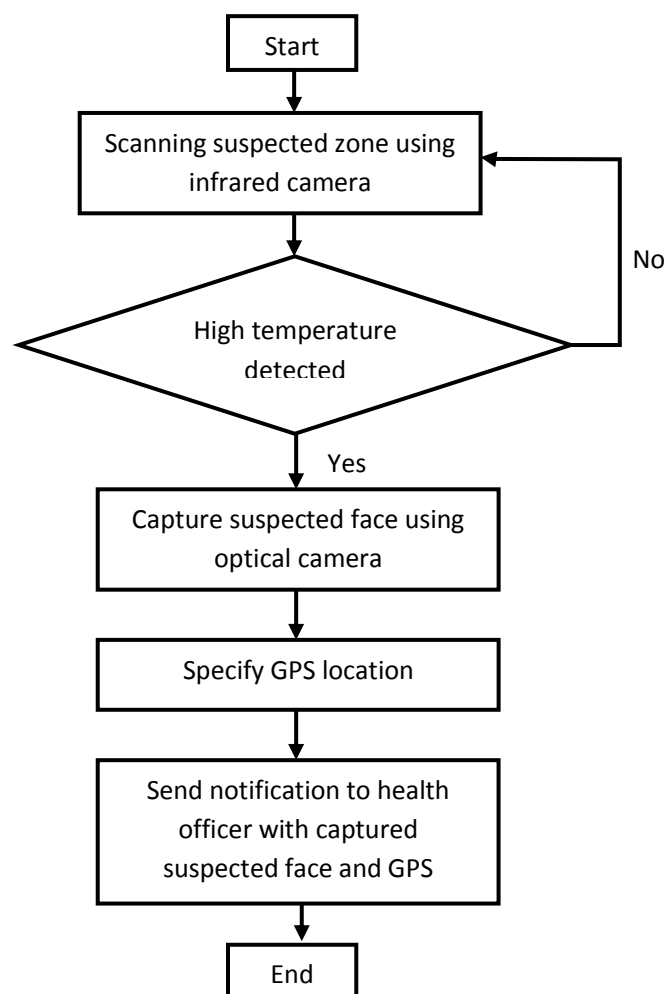 Start
Scanning suspected zone using
infrared camera
No
High temperature
detected
Yes
Capture suspected face using
optical camera
Specify GPS location
Send notification to health
officer with captured
suspected face and GPS
End